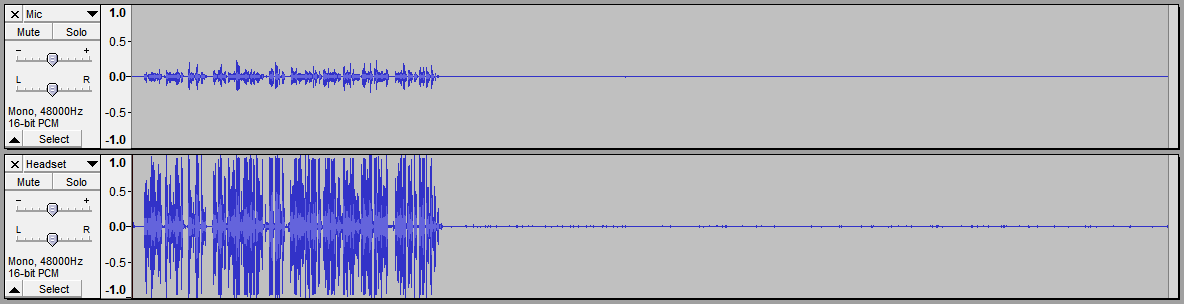 Mic
Mute Solo
- +
L R
Mono, 48000Hz
16-bit PCM
Select
1.0
0.5
0.0
-0.5
-1.0
Headset
Mute Solo
- +
L R
Mono, 48000Hz
16-bit PCM
Select
1.0
0.5
0.0
-0.5
-1.0